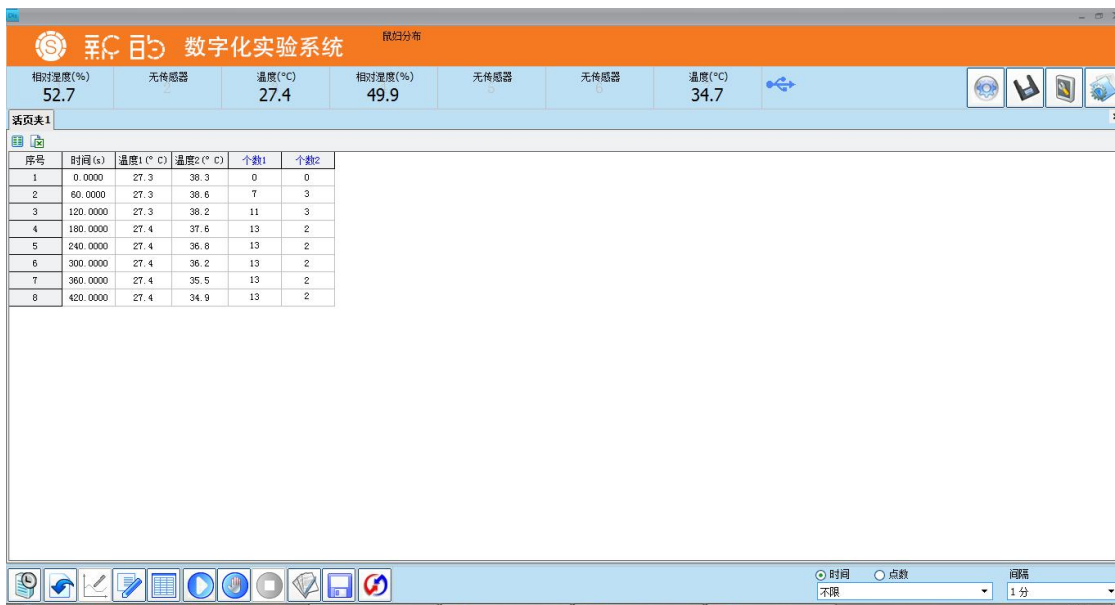 鼠妇分布
新的 数字化实验系统
相对湿度(%) 无传感器 温度(°C) 相对湿度(%) 无传感器 无传感器 温度(°C)
52.7 2 27.4 49.9 5 6 34.7
活页夹1
序号 时间(s) 温度1(° C) 温度2(° C) 个数1 个数2
1 0.0000 27.3 38.3 0 0
2 60.0000 27.3 38.6 7 3
3 120.0000 27.3 38.2 11 3
4 180.0000 27.4 37.6 13 2
5 240.0000 27.4 36.8 13 2
6 300.0000 27.4 36.2 13 2
7 360.0000 27.4 35.5 13 2
8 420.0000 27.4 34.9 13 2
时间 点数 间隔
不限 1 分